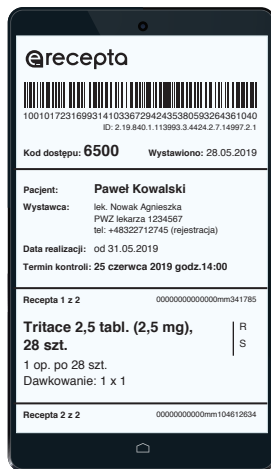 erecepta
10010172316993141033672942435380593264361040
ID: 2.19.840.1.113993.3.4424.2.7.14997.2.1
Kod dostępu: 6500 Wystawiono: 28.05.2019
Pacjent: Paweł Kowalski
Wystawca: lek. Nowak Agnieszka
PWZ lekarza 1234567
tel: +48322712745 (rejestracja)
Data realizacji: od 31.05.2019
Termin kontroli: 25 czerwca 2019 godz.14:00
Recepta 1 z 2 00000000000000mm341785
Tritace 2,5 tabl. (2,5 mg), R
28 szt. S
1 op. po 28 szt.
Dawkowanie: 1 x 1
Recepta 2 z 2 00000000000mm104612634